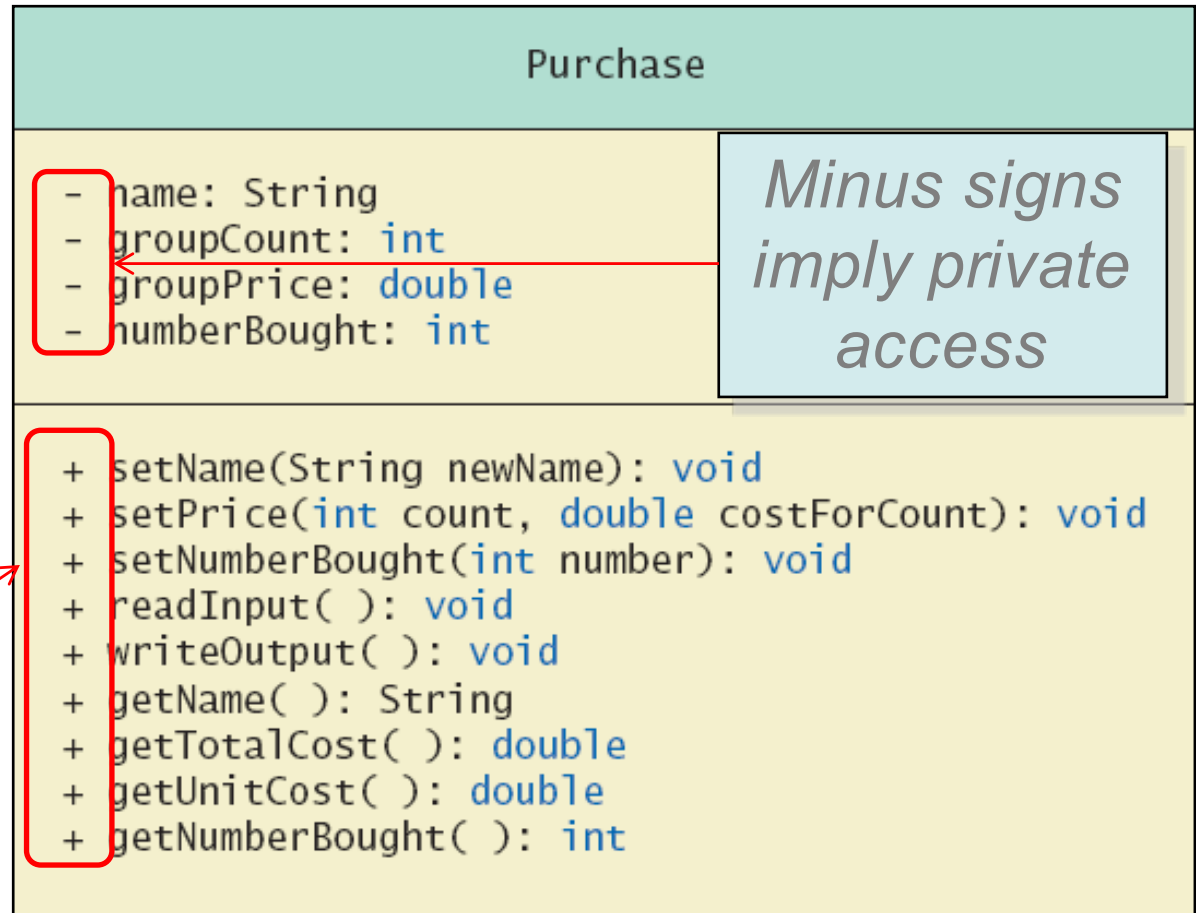 Purchase
- name: String
- groupCount: int
- groupPrice: double
- numberBought: int
Minus signs
imply private
access
+ setName(String newName): void
+ setPrice(int count, double costForCount): void
+ setNumberBought(int number): void
+ readInput( ): void
+ writeOutput( ): void
+ getName( ): String
+ getTotalCost( ): double
+ getUnitCost( ): double
+ getNumberBought( ): int